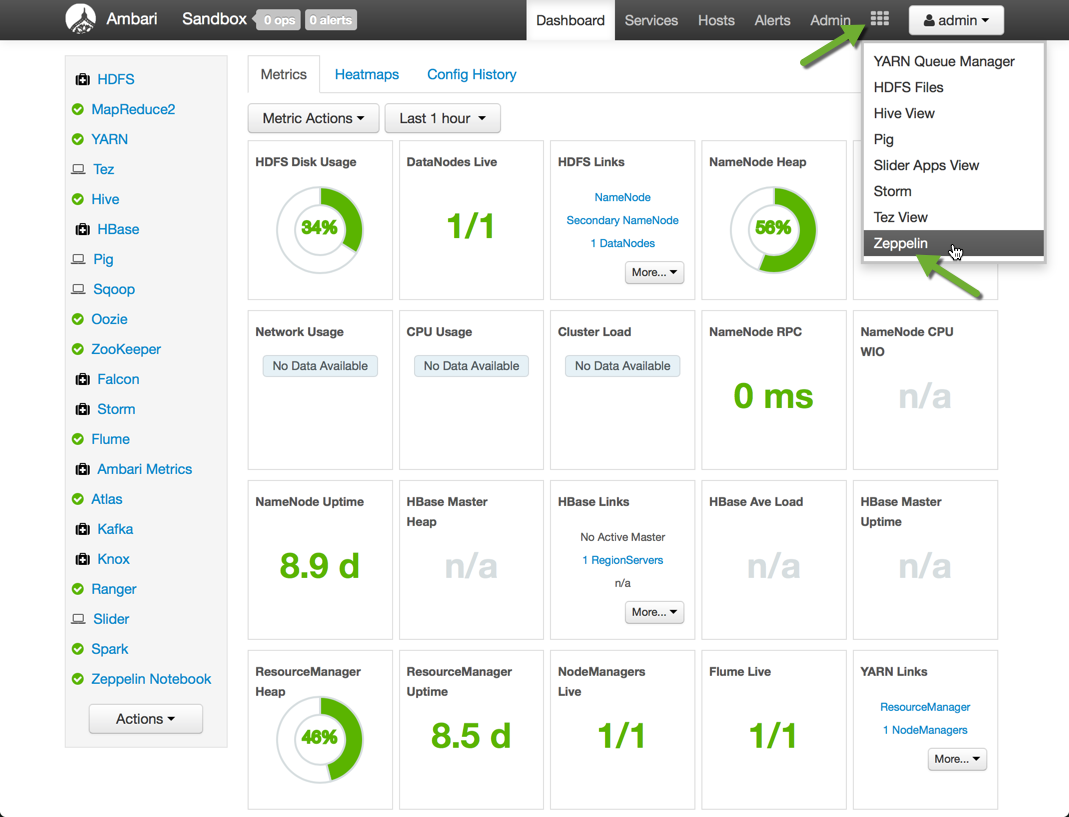 Ambari Sandbox 0 ops 0 alerts Dashboard Services Hosts Alerts Admin admin
YARN Queue Manager
HDFS Files
Hive View
Pig
Slider Apps View
Storm
Tez View
Zeppelin
HDFS
MapReduce2
YARN
Tez
Hive
HBase
Pig
Sqoop
Oozie
ZooKeeper
Falcon
Storm
Flume
Ambari Metrics
Atlas
Kafka
Knox
Ranger
Slider
Spark
Zeppelin Notebook
Actions
Metrics Heatmaps Config History
Metric Actions Last 1 hour
HDFS Disk Usage
34%
DataNodes Live
1/1
HDFS Links
NameNode
Secondary NameNode
1 DataNodes
More...
NameNode Heap
56%
Network Usage
No Data Available
CPU Usage
No Data Available
Cluster Load
No Data Available
NameNode RPC
0 ms
NameNode CPU
WIO
n/a
NameNode Uptime
8.9 d
HBase Master
Heap
n/a
HBase Links
No Active Master
1 RegionServers
n/a
More...
HBase Ave Load
n/a
HBase Master
Uptime
n/a
ResourceManager
Heap
46%
ResourceManager
Uptime
8.5 d
NodeManagers
Live
1/1
Flume Live
1/1
YARN Links
ResourceManager
1 NodeManagers
More...